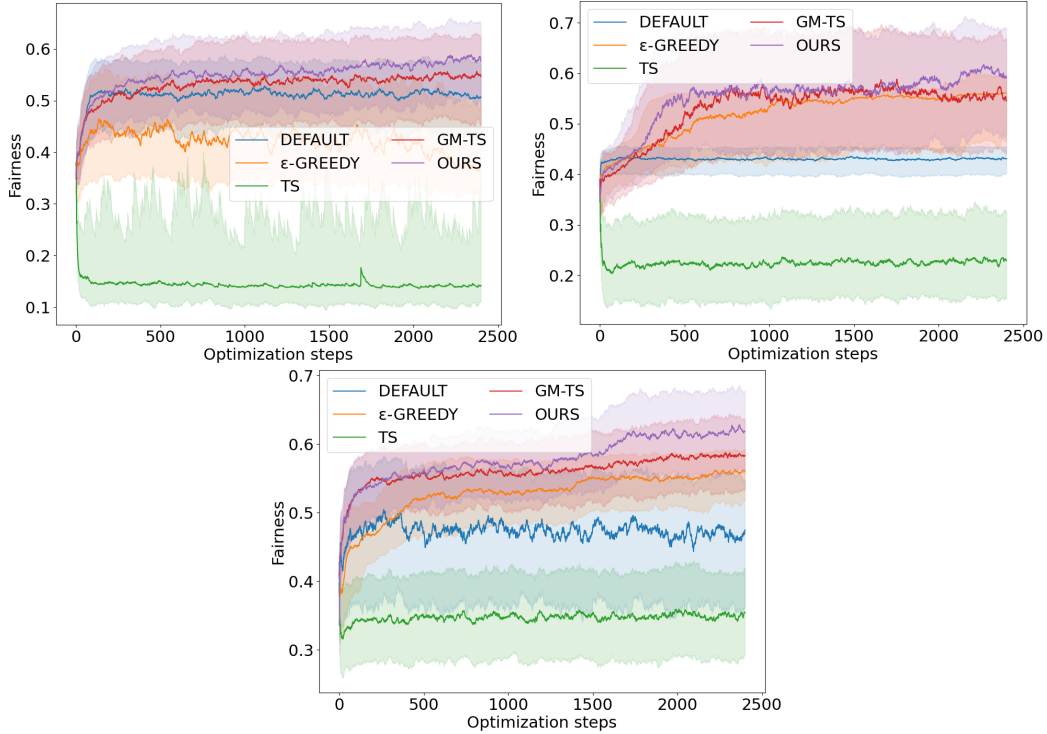 0.6
0.5
0.4
0.3
0.2
0.1
Fairness
DEFAULT
ε-GREEDY
TS
GM-TS
OURS
0
500
1000
1500
2000
2500
Optimization steps
0.7
0.6
0.5
0.4
0.3
0.2
Fairness
DEFAULT
ε-GREEDY
TS
GM-TS
OURS
0
500
1000
1500
2000
2500
Optimization steps
0.7
0.6
0.5
0.4
0.3
Fairness
DEFAULT
ε-GREEDY
TS
GM-TS
OURS
0
500
1000
1500
2000
2500
Optimization steps